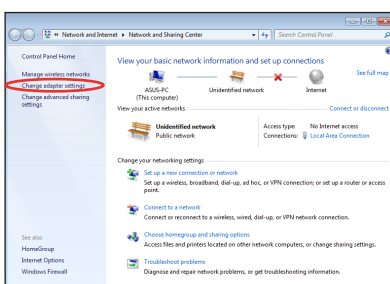 « Network and Internet ▸ Network and Sharing Center
Search Control Panel
Control Panel Home
Manage wireless networks
Change adapter settings
Change advanced sharing
settings
See also
HomeGroup
Internet Options
Windows Firewall
View your basic network information and set up connections
See full map
ASUS-PC
(This computer)
Unidentified network
Internet
View your active networks
Connect or disconnect
Unidentified network
Public network
Access type: No Internet access
Connections: Local Area Connection
Change your networking settings
Set up a new connection or network
Set up a wireless, broadband, dial-up, ad hoc, or VPN connection; or set up a router or access
point.
Connect to a network
Connect or reconnect to a wireless, wired, dial-up, or VPN network connection.
Choose homegroup and sharing options
Access files and printers located on other network computers, or change sharing settings.
Troubleshoot problems
Diagnose and repair network problems, or get troubleshooting information.